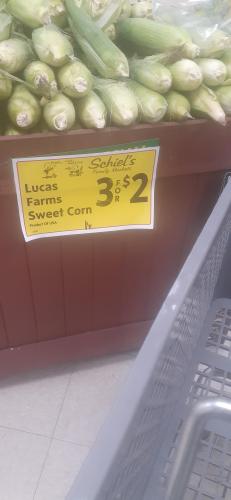 Schiel's
Family Markets
Lucas
Farms
Sweet Corn
3 FOR $2
Product Of USA